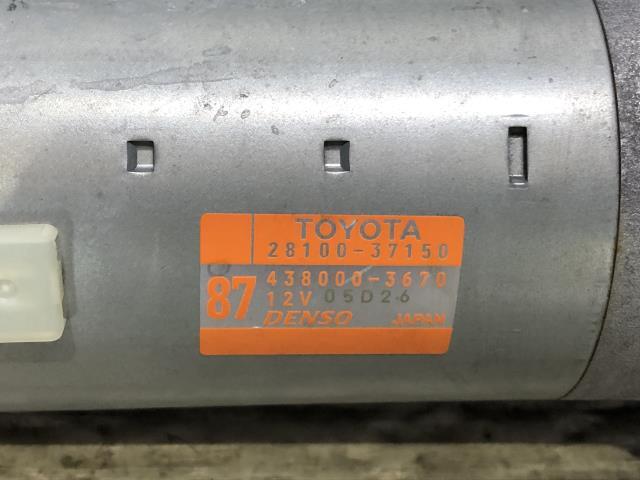 TOYOTA
28100-37150
87 438000-3670
12V 05D26
DENSO JAPAN